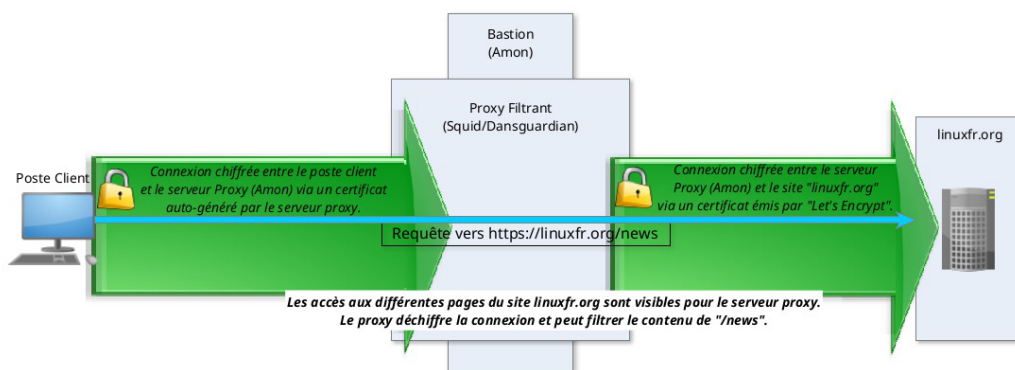 Bastion
(Amon)
Proxy Filtrant
(Squid/Dansguardian)
linuxfr.org
Poste Client
Connexion chiffrée entre le poste client
et le serveur Proxy (Amon) via un certificat
auto-généré par le serveur proxy.
Connexion chiffrée entre le serveur
Proxy (Amon) et le site "linuxfr.org"
via un certificat émis par "Let's Encrypt".
Requête vers https://linuxfr.org/news
Les accès aux différentes pages du site linuxfr.org sont visibles pour le serveur proxy.
Le proxy déchiffre la connexion et peut filtrer le contenu de "/news".